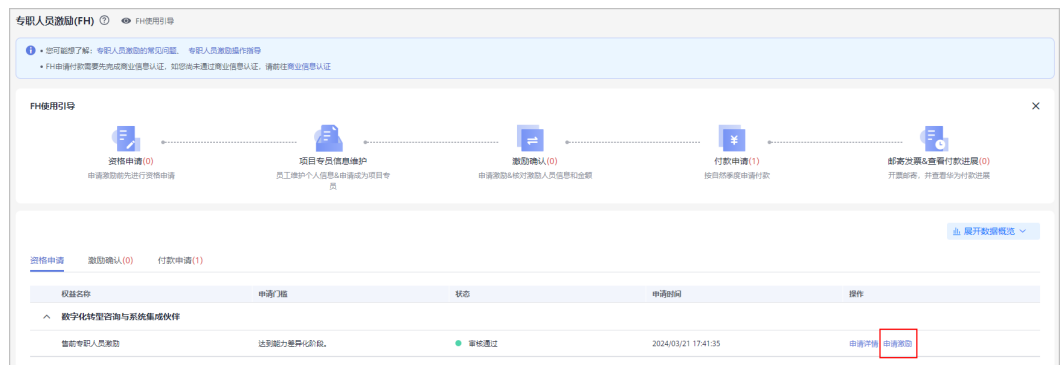 专职人员激励(FH) ? FH使用引导
• 您可能想了解：专职人员激励的常见问题、 专职人员激励操作指导
• FH申请付款需要先完成商业信息认证，如您尚未通过商业信息认证，请前往商业信息认证
FH使用引导
资格申请(0) 项目专员信息维护 激励确认(0) 付款申请(1) 邮寄发票&查看付款进展(0)
申请激励前先进行资格申请 员工维护个人信息&申请成为项目专员 申请激励&核对激励人员信息和金额 按自然季度申请付款 开票邮寄，并查看华为付款进展
展开数据概览
资格申请 激励确认(0) 付款申请(1)
权益名称 申请门槛 状态 申请时间 操作
数字化转型咨询与系统集成伙伴
售前专职人员激励 达到能力差异化阶段。 审核通过 2024/03/21 17:41:35 申请详情 申请激励